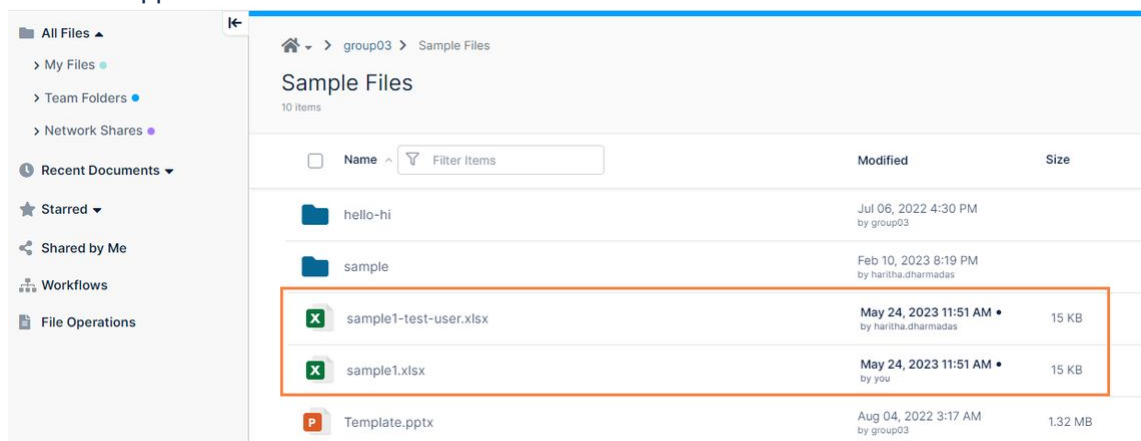 All Files
My Files
Team Folders
Network Shares
Recent Documents
Starred
Shared by Me
Workflows
File Operations
group03 > Sample Files
Sample Files
10 items
Name Filter Items Modified Size
hello-hi Jul 06, 2022 4:30 PM
by group03
sample Feb 10, 2023 8:19 PM
by haritha.dharmadas
sample1-test-user.xlsx May 24, 2023 11:51 AM • 15 KB
by haritha.dharmadas
sample1.xlsx May 24, 2023 11:51 AM • 15 KB
by you
Template.pptx Aug 04, 2022 3:17 AM 1.32 MB
by group03